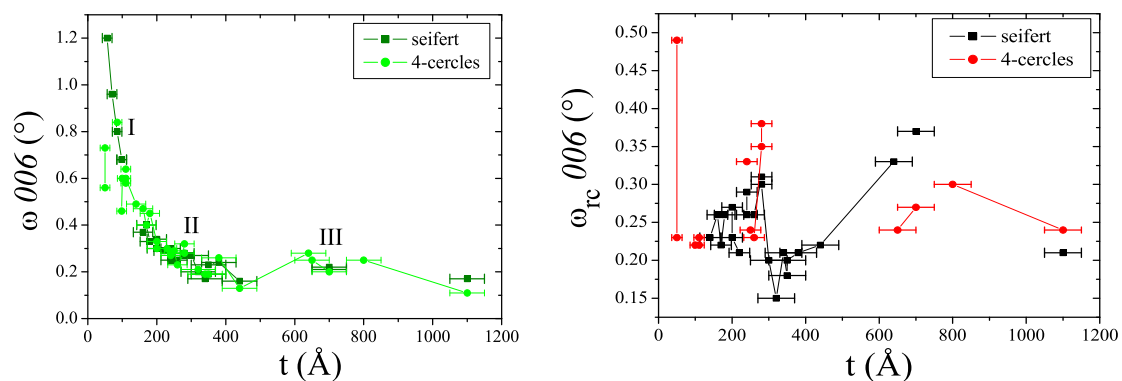 1.2
1.0
0.8
0.6
0.4
0.2
0.0
ω 006 (°)
seifert
4-cercles
I
II
III
0 200 400 600 800 1000 1200
t (Å)
0.50
0.45
0.40
0.35
0.30
0.25
0.20
0.15
ω_rc 006 (°)
seifert
4-cercles
0 200 400 600 800 1000 1200
t (Å)